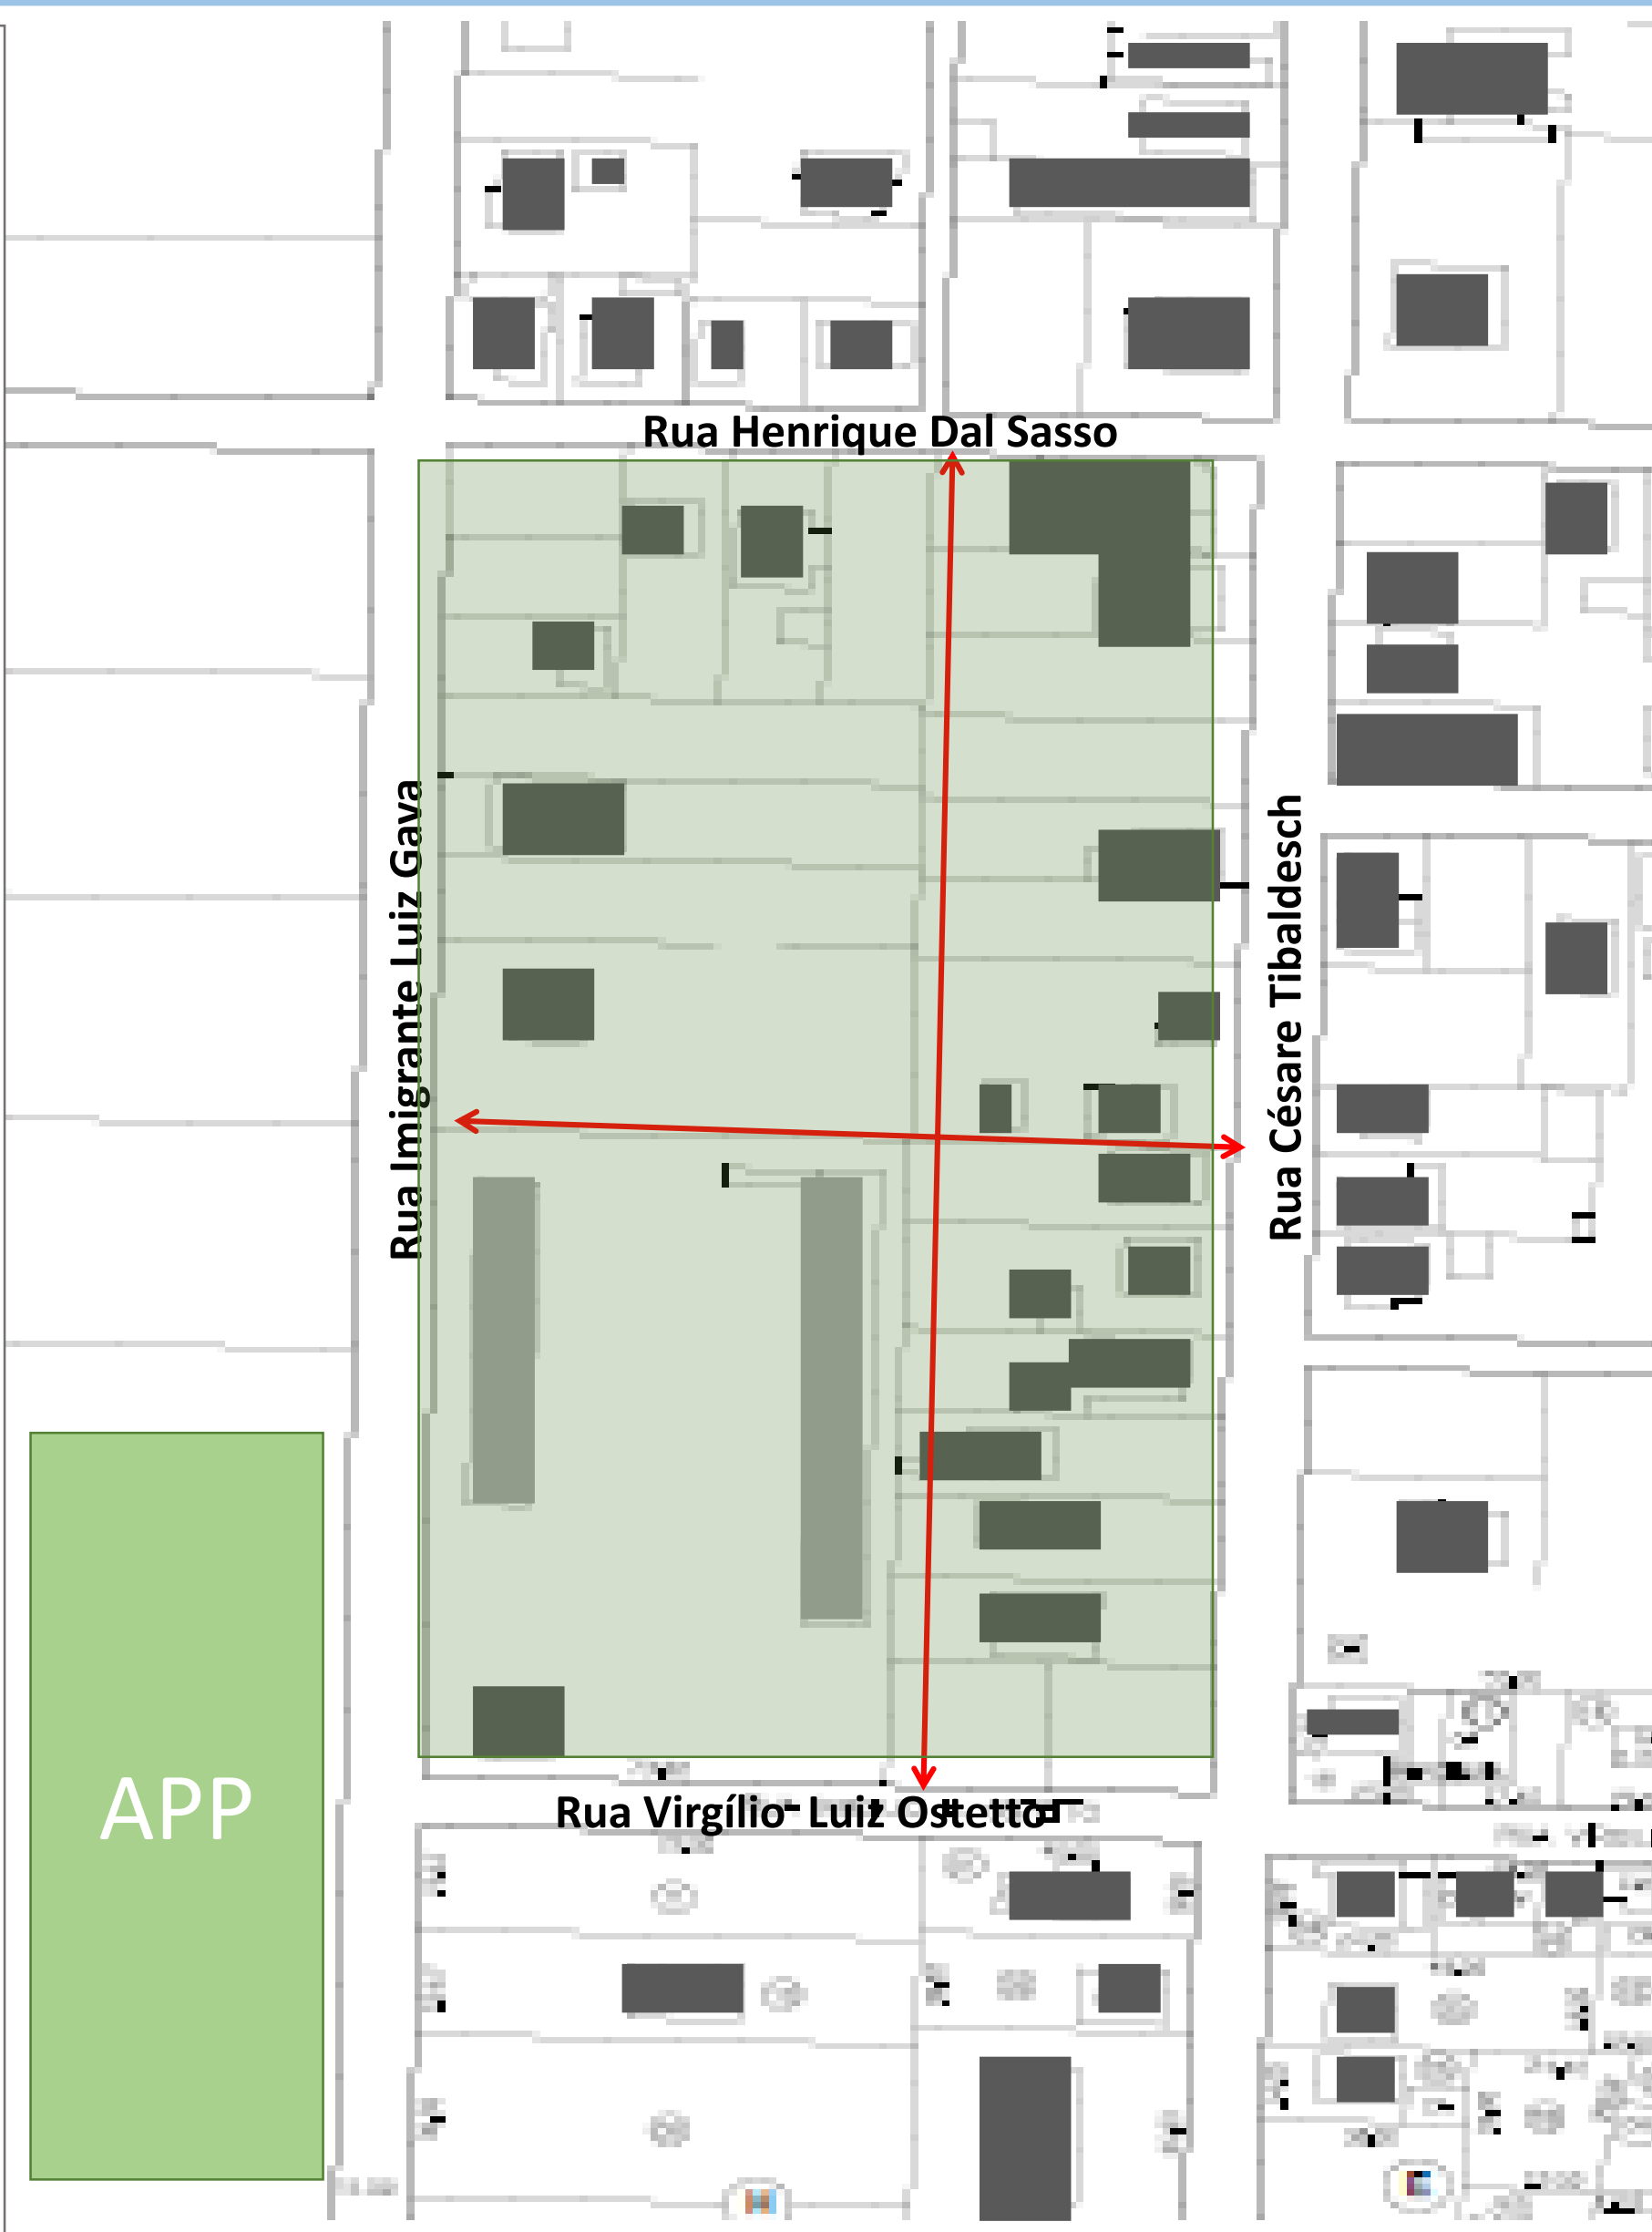 Rua Henrique Dal Sasso
Rua Imigrante Luiz Gava
Rua Césare Tibaldesch
APP
Rua Virgílio Luiz Ostetto